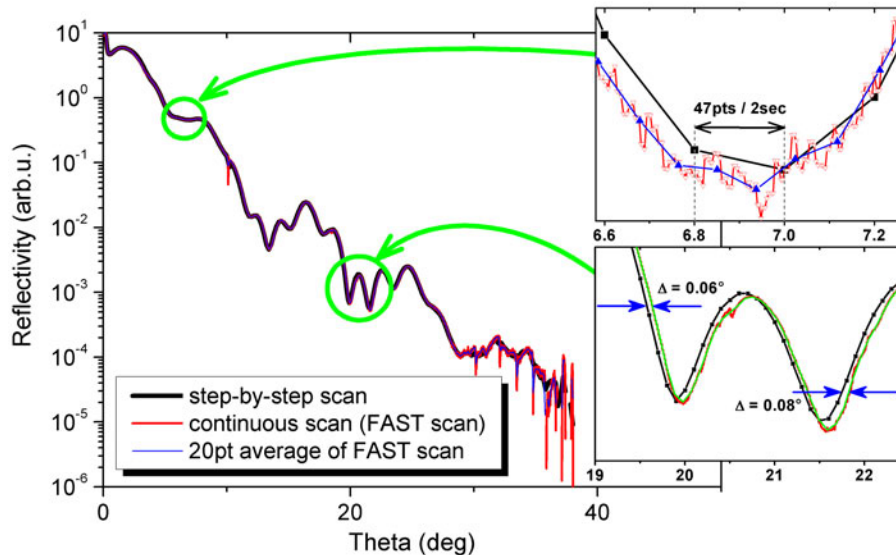 10^1
10^0
10^-1
10^-2
10^-3
10^-4
10^-5
10^-6
Reflectivity (arb.u.)
0 20 40
Theta (deg)
step-by-step scan
continuous scan (FAST scan)
20pt average of FAST scan
47pts / 2sec
6.6 6.8 7.0 7.2
Δ = 0.06°
Δ = 0.08°
19 20 21 22